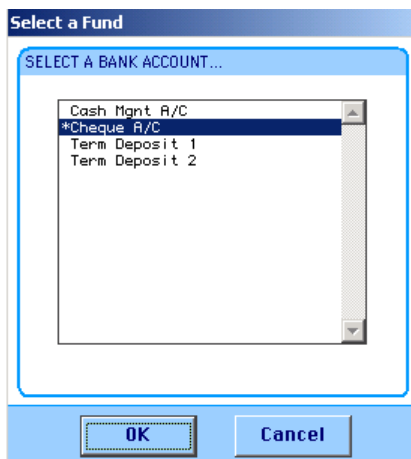 Select a Fund
SELECT A BANK ACCOUNT...
Cash Mgnt A/C
*Cheque A/C
Term Deposit 1
Term Deposit 2
OK
Cancel